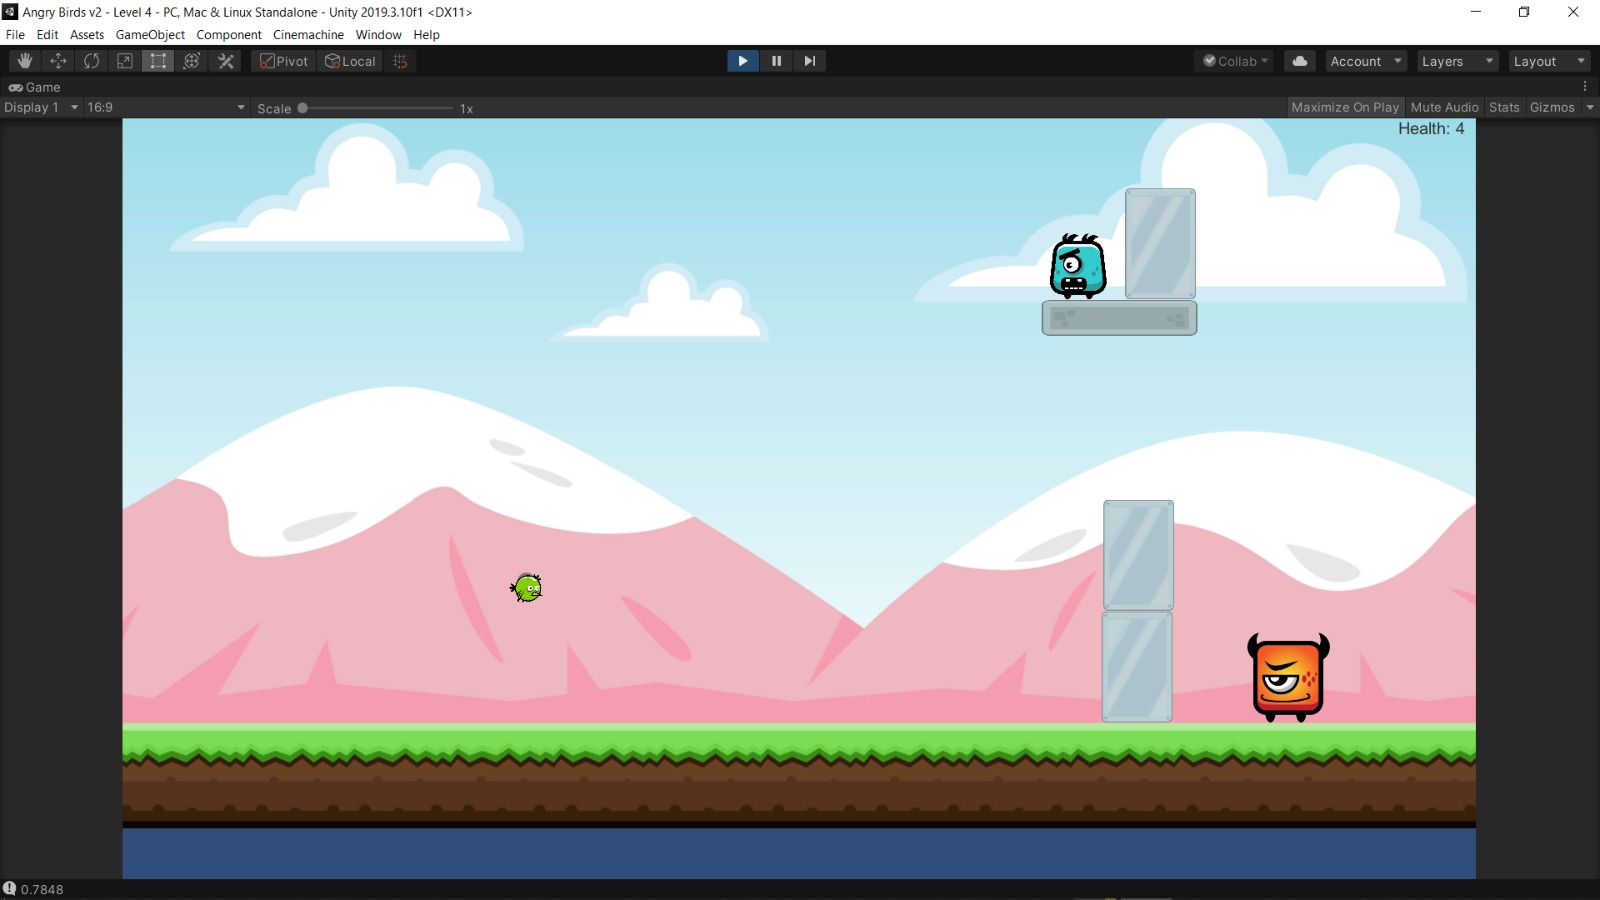 Angry Birds v2 - Level 4 - PC, Mac & Linux Standalone - Unity 2019.3.10f1 <DX11>
File Edit Assets GameObject Component Cinemachine Window Help
Pivot Local Collab Account Layers Layout
Game
Display 1 16:9 Scale 1x Maximize On Play Mute Audio Stats Gizmos
Health: 4
0.7848